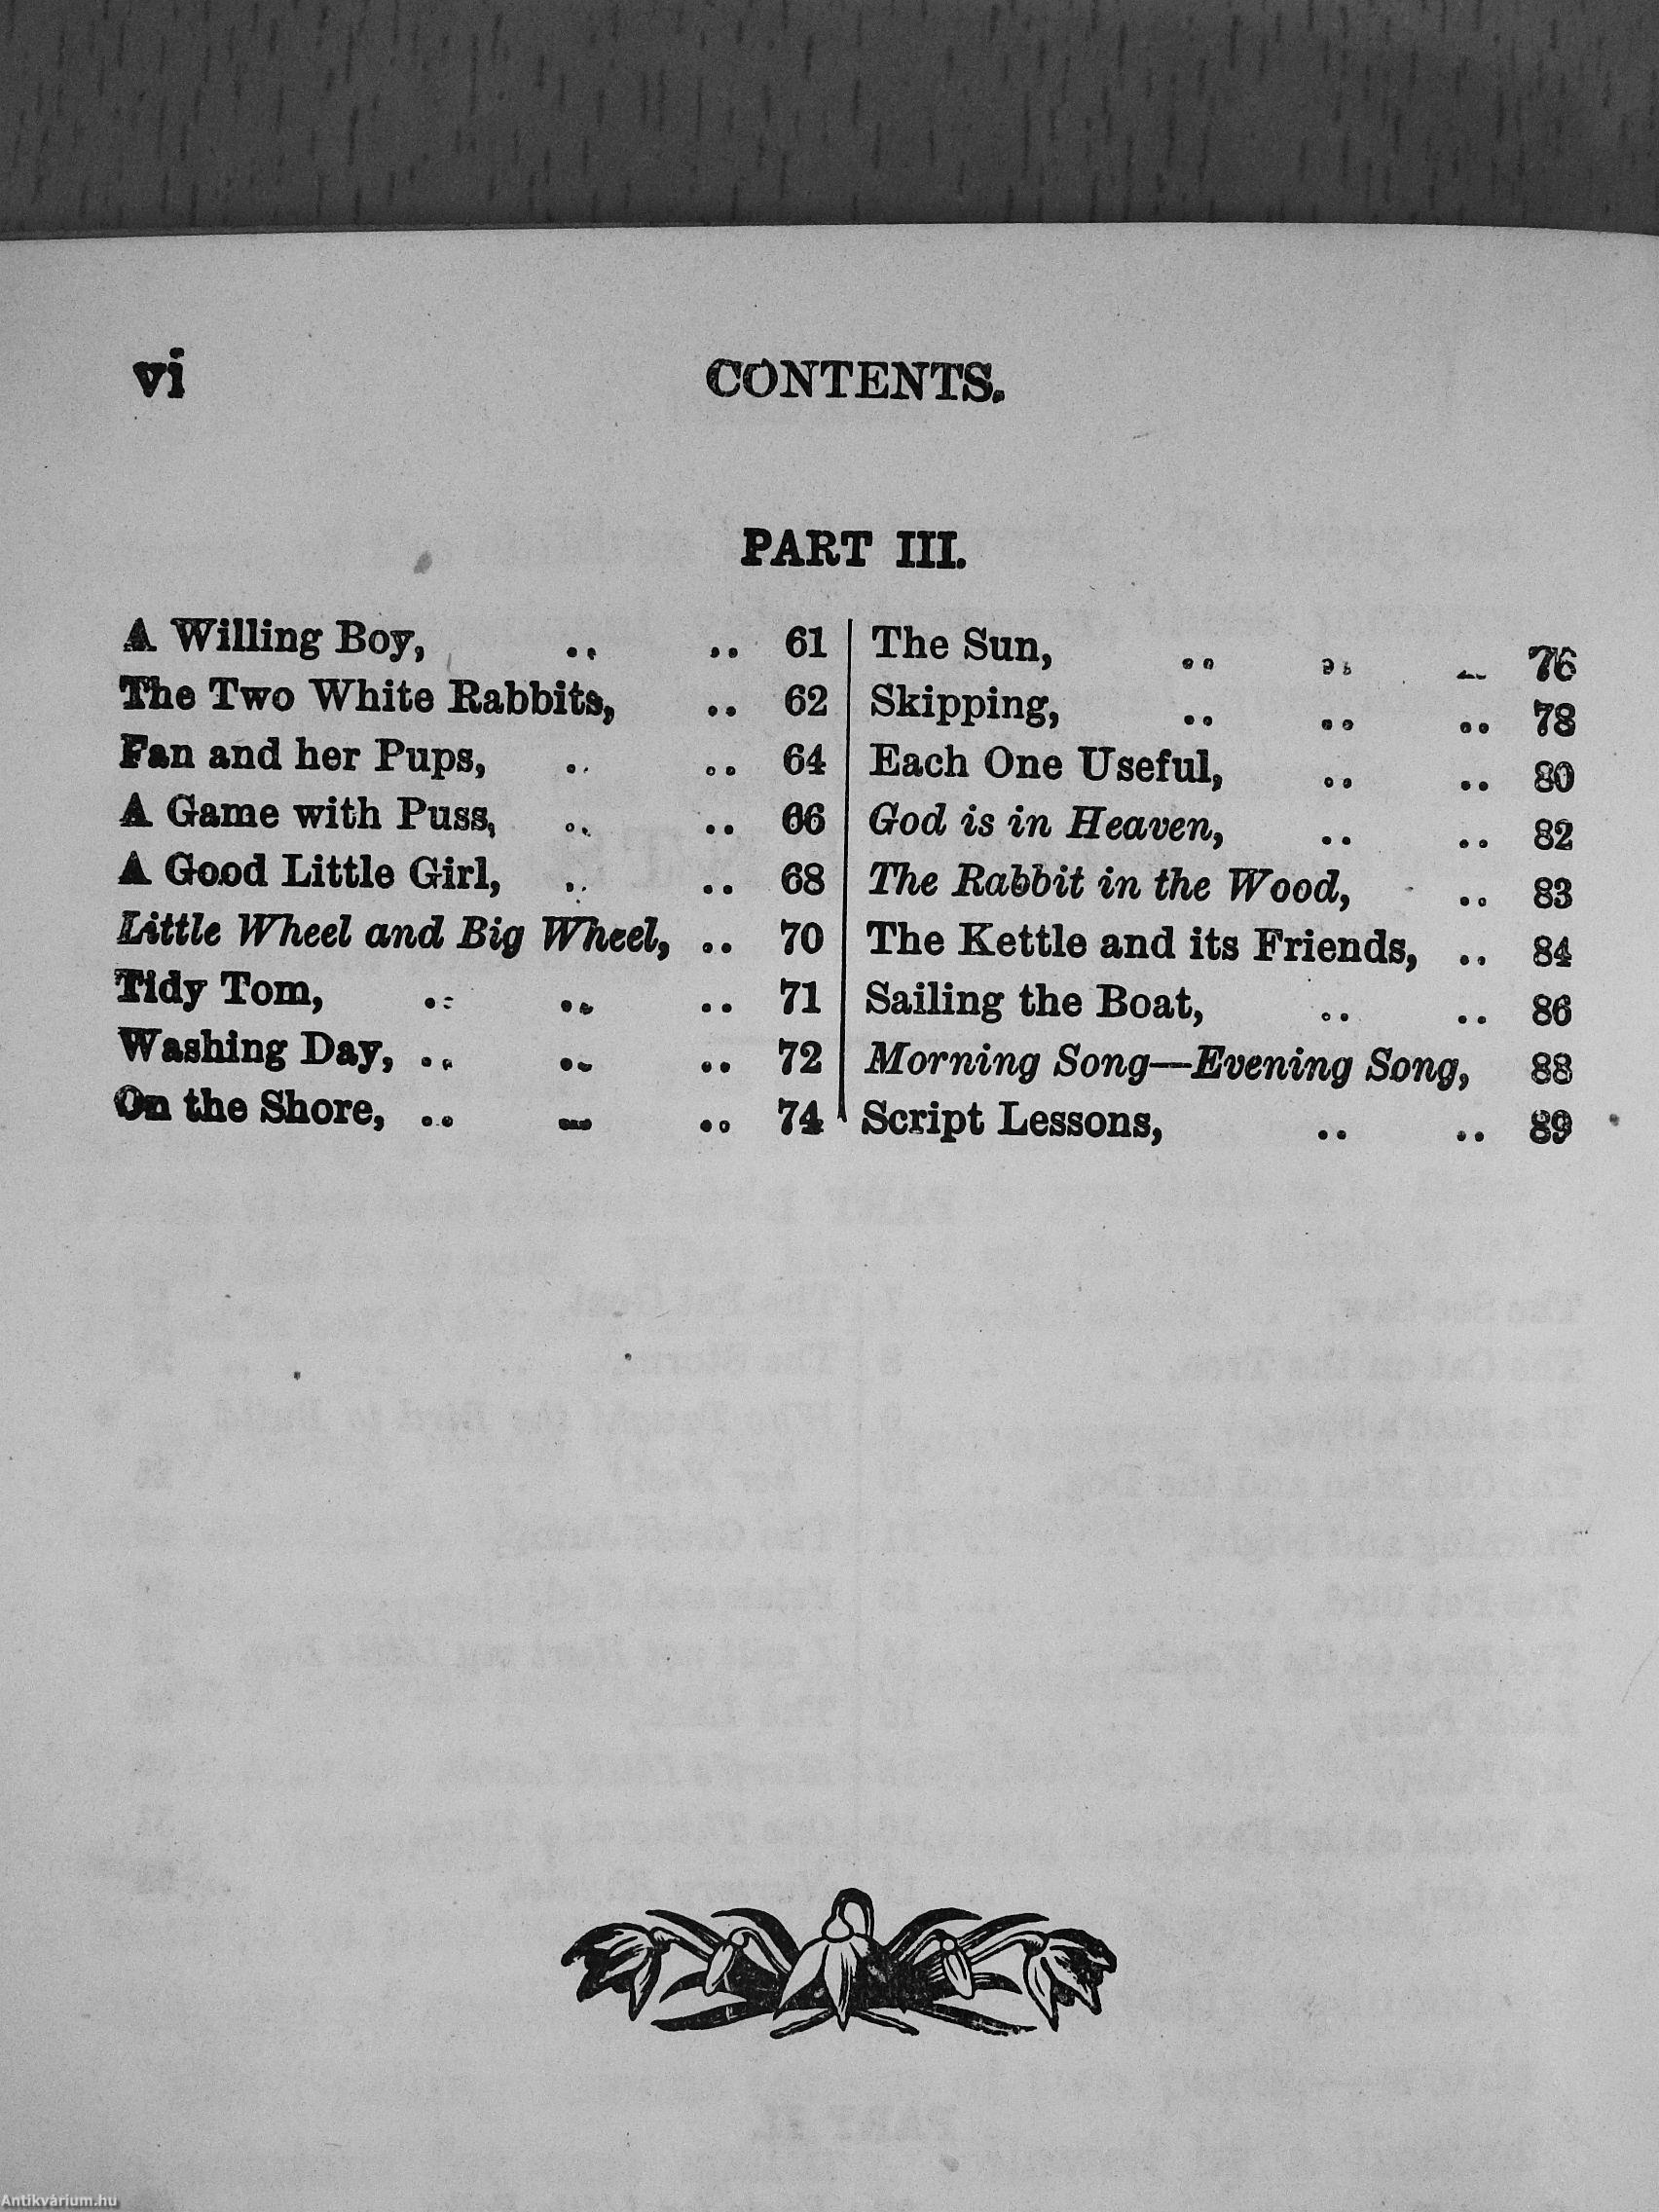 vi CONTENTS.
PART III.
A Willing Boy, .. .. 61
The Two White Rabbits, .. 62
Fan and her Pups, .. .. 64
A Game with Puss, .. .. 66
A Good Little Girl, .. .. 68
Little Wheel and Big Wheel, .. 70
Tidy Tom, .. .. .. 71
Washing Day, .. .. .. 72
On the Shore, .. .. .. 74
The Sun, .. .. .. 76
Skipping, .. .. .. 78
Each One Useful, .. .. 80
God is in Heaven, .. .. 82
The Rabbit in the Wood, .. 83
The Kettle and its Friends, .. 84
Sailing the Boat, .. .. 86
Morning Song—Evening Song, 88
Script Lessons, .. .. 89
Antikvárium.hu